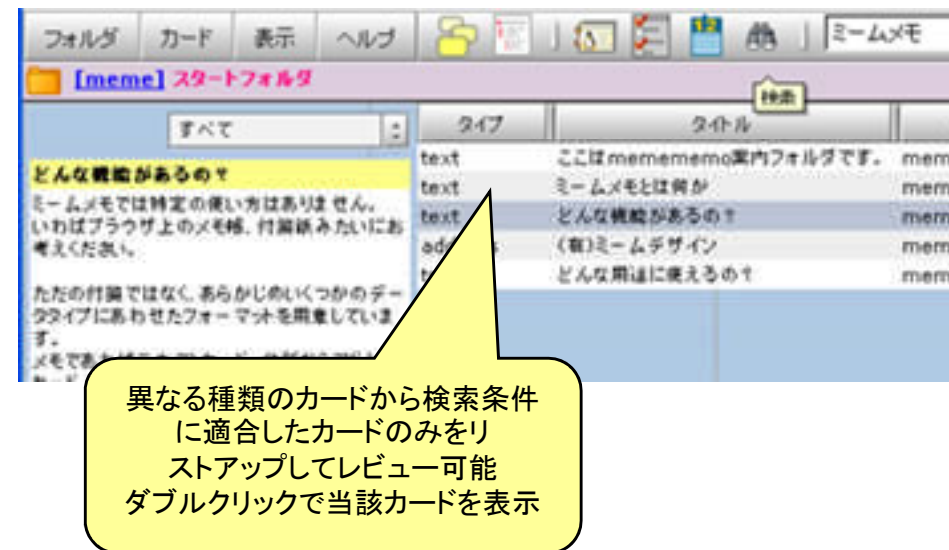 フォルダ カード 表示 ヘルプ ミームメモ
[meme] スタートフォルダ
検索
すべて タイプ タイトル
text ここはmemememo案内フォルダです。 mem
text ミームメモとは何か mem
text どんな機能があるの? mem
(有)ミームデザイン mem
どんな用途に使えるの? mem
どんな機能があるの?
ミームメモでは特定の使い方はありません。
いわばブラウザ上のメモ帳、付箋紙みたいにお
考えください。
ただの付箋ではなく、あらかじめいくつかのデー
タタイプにあわせたフォーマットを用意していま
す。
異なる種類のカードから検索条件
に適合したカードのみをリ
ストアップしてレビュー可能
ダブルクリックで当該カードを表示